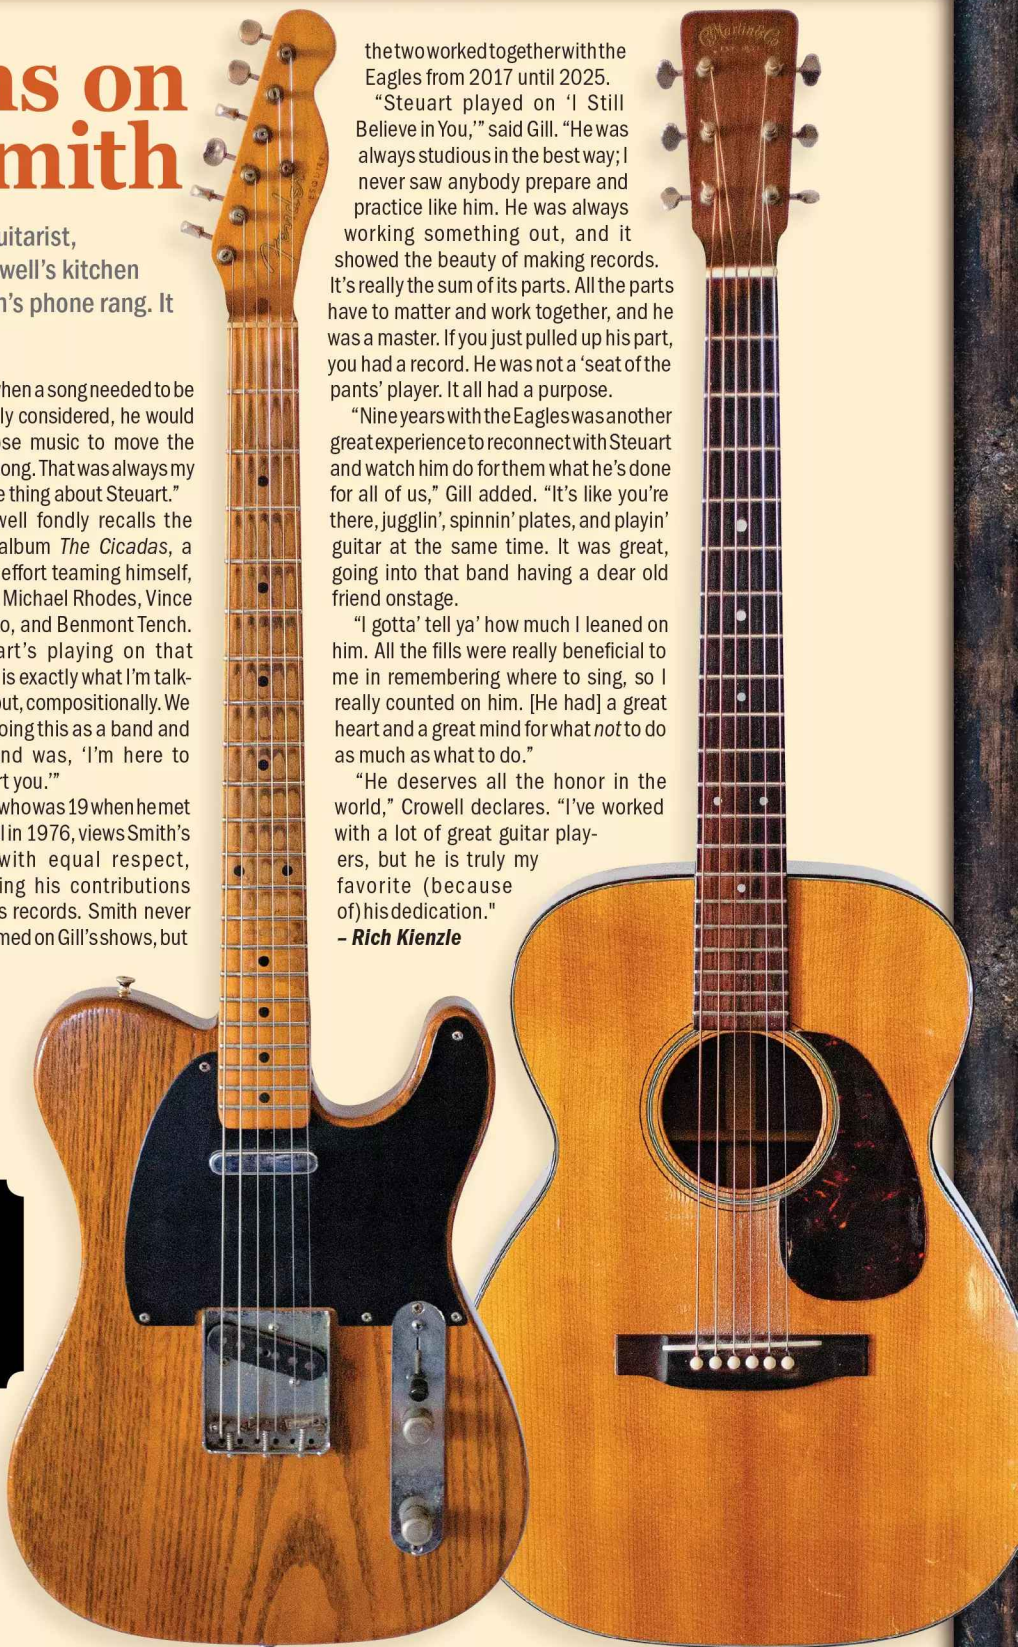 ns on
mith
uitarist,
well's kitchen
n's phone rang. It
hen a song needed to be
ly considered, he would
ose music to move the
ong. That was always my
e thing about Steuart."
well fondly recalls the
album The Cicadas, a
effort teaming himself,
Michael Rhodes, Vince
o, and Benmont Tench.
art's playing on that
is exactly what I'm talk-
out, compositionally. We
oing this as a band and
nd was, 'I'm here to
rt you.'"
who was 19 when he met
l in 1976, views Smith's
with equal respect,
ing his contributions
s records. Smith never
med on Gill's shows, but
the two worked together with the
Eagles from 2017 until 2025.
"Steuart played on 'I Still
Believe in You,'" said Gill. "He was
always studious in the best way; I
never saw anybody prepare and
practice like him. He was always
working something out, and it
showed the beauty of making records.
It's really the sum of its parts. All the parts
have to matter and work together, and he
was a master. If you just pulled up his part,
you had a record. He was not a 'seat of the
pants' player. It all had a purpose.
"Nine years with the Eagles was another
great experience to reconnect with Steuart
and watch him do for them what he's done
for all of us," Gill added. "It's like you're
there, jugglin', spinnin' plates, and playin'
guitar at the same time. It was great,
going into that band having a dear old
friend onstage.
"I gotta' tell ya' how much I leaned on
him. All the fills were really beneficial to
me in remembering where to sing, so I
really counted on him. [He had] a great
heart and a great mind for what not to do
as much as what to do."
"He deserves all the honor in the
world," Crowell declares. "I've worked
with a lot of great guitar play-
ers, but he is truly my
favorite (because
of) his dedication."
– Rich Kienzle
Fender
ESQUIRE
C.F. Martin & Co.